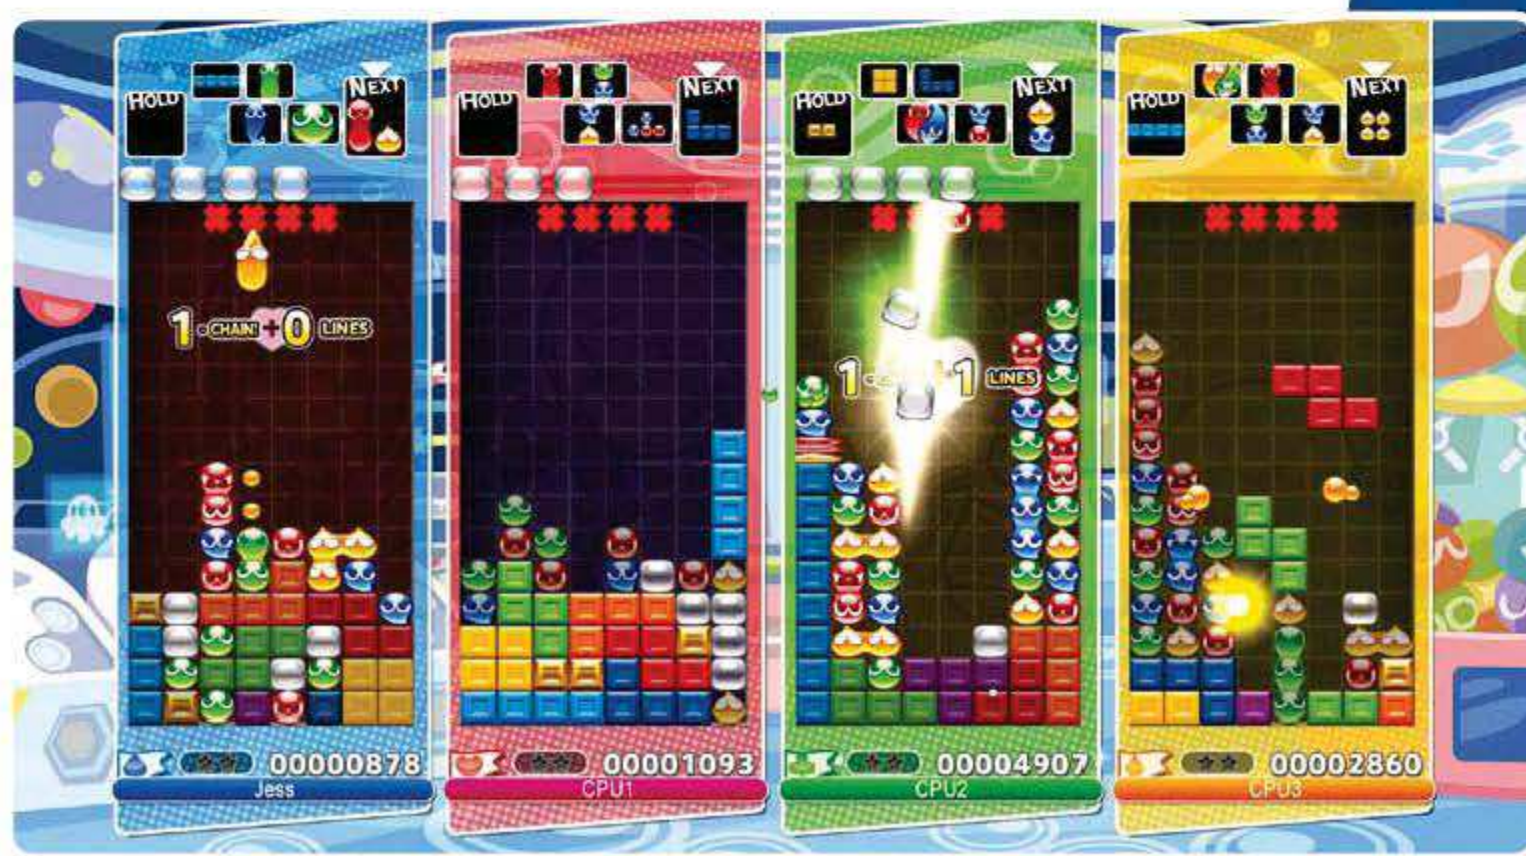 HOLD NEXT
1-CHAIN! + 0 LINES
00000878
Jess
HOLD NEXT
00001093
CPU1
HOLD NEXT
1 1 LINES
00004907
CPU2
HOLD NEXT
00002860
CPU3